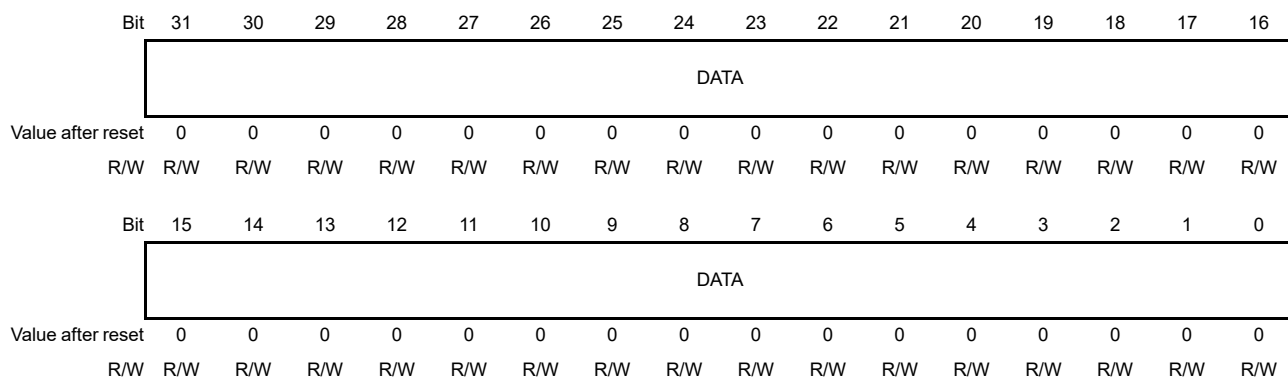 Bit 31 30 29 28 27 26 25 24 23 22 21 20 19 18 17 16
DATA
Value after reset 0 0 0 0 0 0 0 0 0 0 0 0 0 0 0 0
R/W R/W R/W R/W R/W R/W R/W R/W R/W R/W R/W R/W R/W R/W R/W R/W R/W
Bit 15 14 13 12 11 10 9 8 7 6 5 4 3 2 1 0
DATA
Value after reset 0 0 0 0 0 0 0 0 0 0 0 0 0 0 0 0
R/W R/W R/W R/W R/W R/W R/W R/W R/W R/W R/W R/W R/W R/W R/W R/W R/W